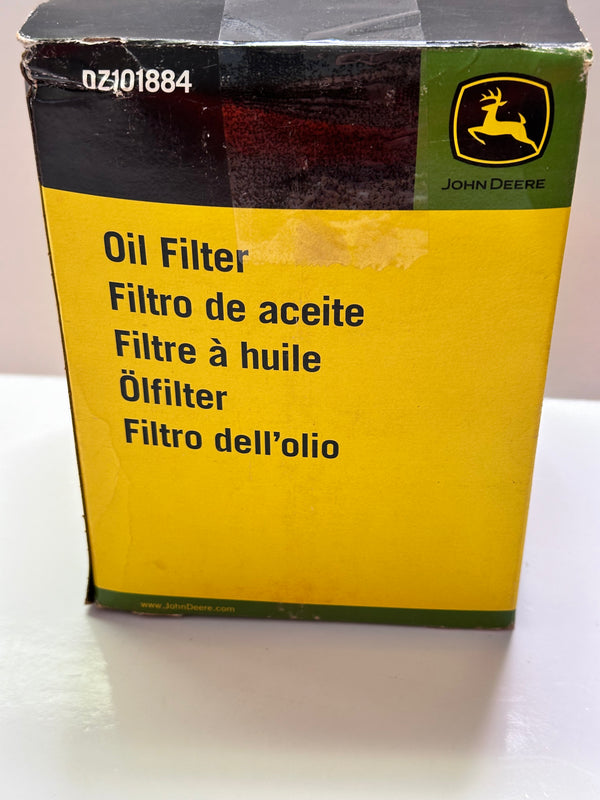 DZ101884
JOHN DEERE
Oil Filter
Filtro de aceite
Filtre à huile
Ölfilter
Filtro dell'olio
www.JohnDeere.com